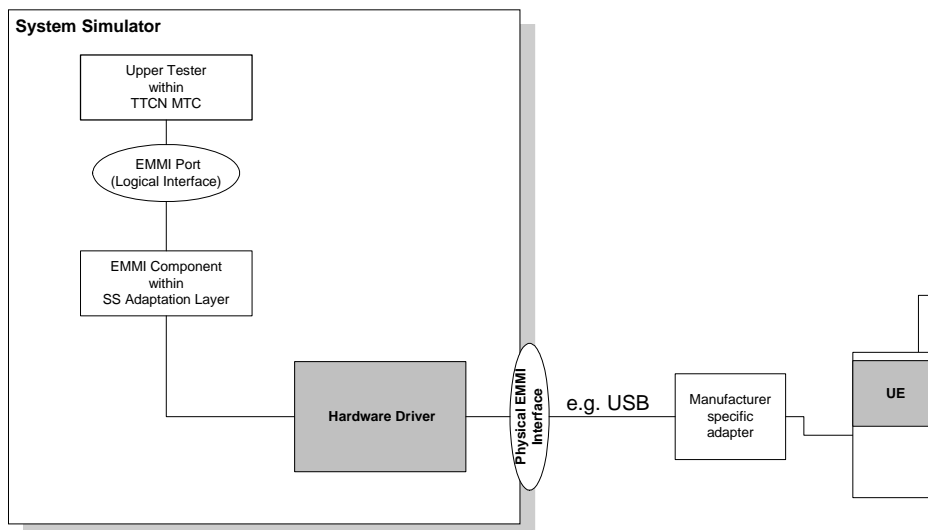 System Simulator
Upper Tester
within
TTCN MTC
EMMI Port
(Logical Interface)
EMMI Component
within
SS Adaptation Layer
Hardware Driver
Physical EMMI
Interface
e.g. USB
Manufacturer
specific
adapter
UE